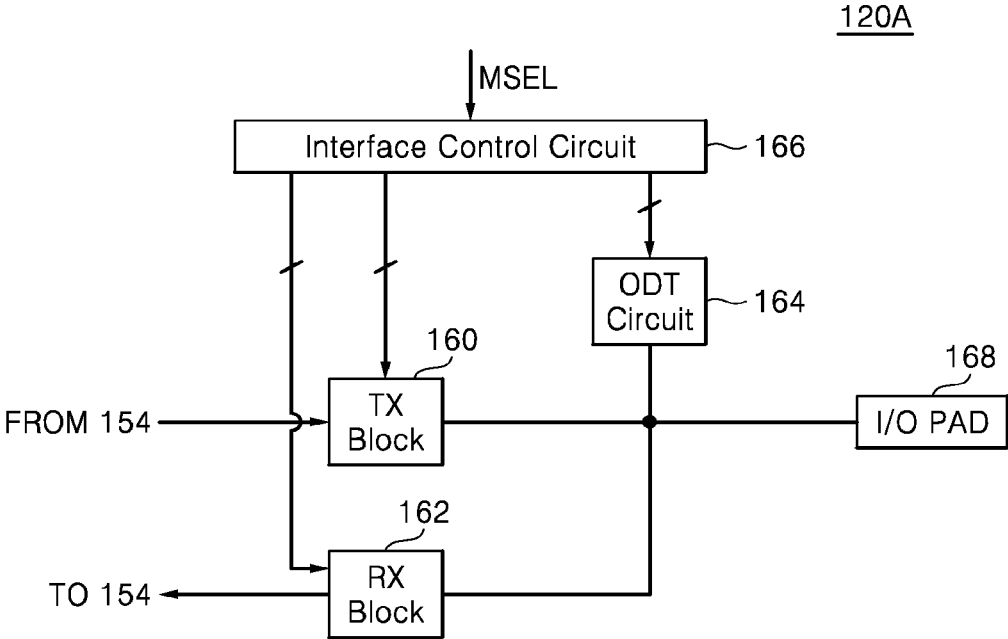 120A
MSEL
Interface Control Circuit
166
ODT
Circuit
164
160
168
FROM 154
TX
Block
I/O PAD
162
TO 154
RX
Block